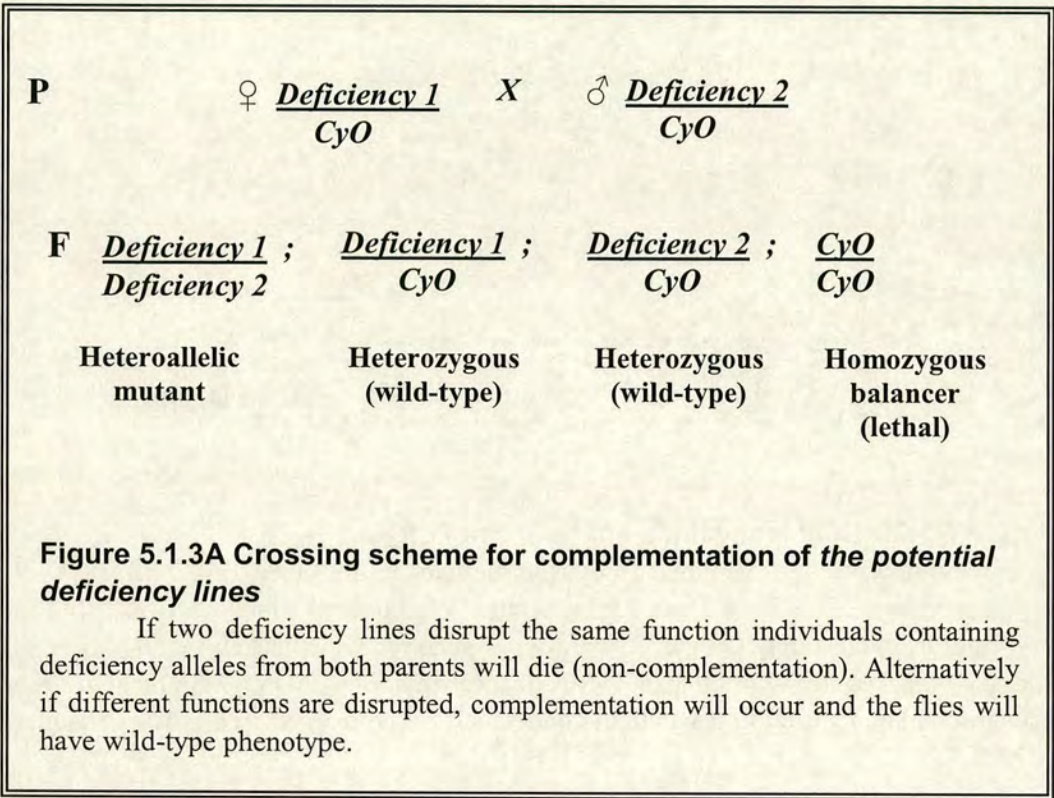 P ♀ Deficiency 1 X ♂ Deficiency 2
CyO CyO
F Deficiency 1 ; Deficiency 1 ; Deficiency 2 ; CyO
Deficiency 2 CyO CyO CyO
Heteroallelic Heterozygous Heterozygous Homozygous
mutant (wild-type) (wild-type) balancer
(lethal)
Figure 5.1.3A Crossing scheme for complementation of the potential
deficiency lines
If two deficiency lines disrupt the same function individuals containing
deficiency alleles from both parents will die (non-complementation). Alternatively
if different functions are disrupted, complementation will occur and the flies will
have wild-type phenotype.